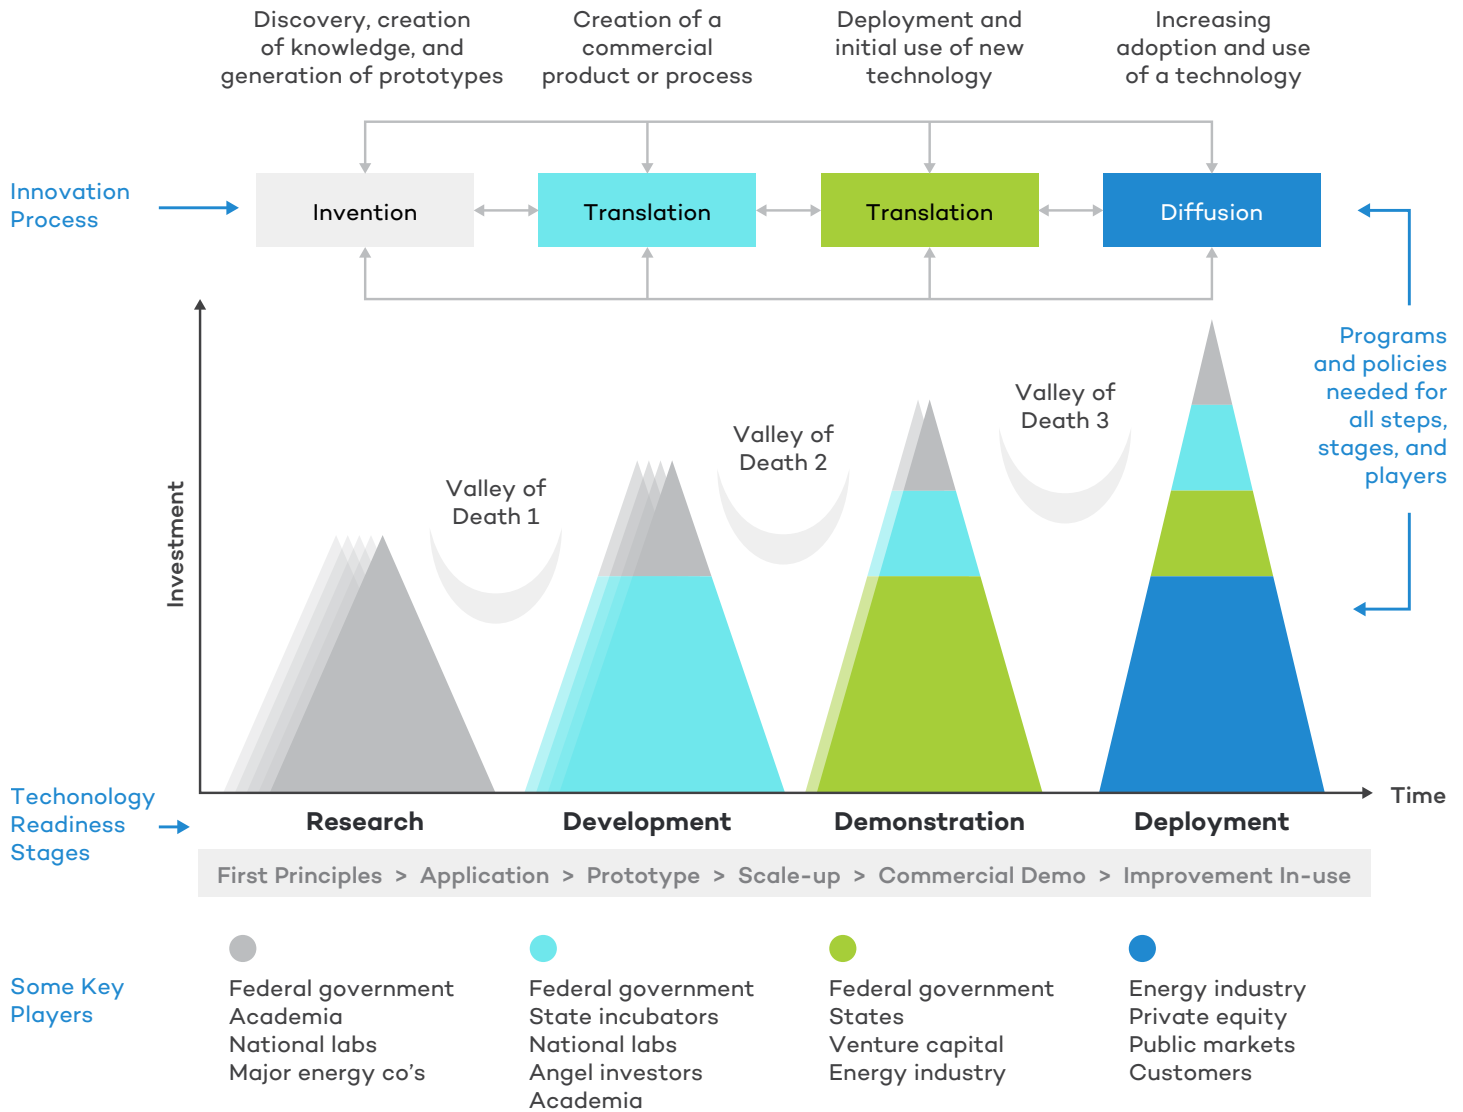 Discovery, creation
of knowledge, and
generation of prototypes
Creation of a
commercial
product or process
Deployment and
initial use of new
technology
Increasing
adoption and use
of a technology
Innovation
Process
Invention
Translation
Translation
Diffusion
Programs
and policies
needed for
all steps,
stages, and
players
Investment
Valley of
Death 1
Valley of
Death 2
Valley of
Death 3
Time
Techonology
Readiness
Stages
Research
Development
Demonstration
Deployment
First Principles > Application > Prototype > Scale-up > Commercial Demo > Improvement In-use
Some Key
Players
Federal government
Academia
National labs
Major energy co’s
Federal government
State incubators
National labs
Angel investors
Academia
Federal government
States
Venture capital
Energy industry
Energy industry
Private equity
Public markets
Customers